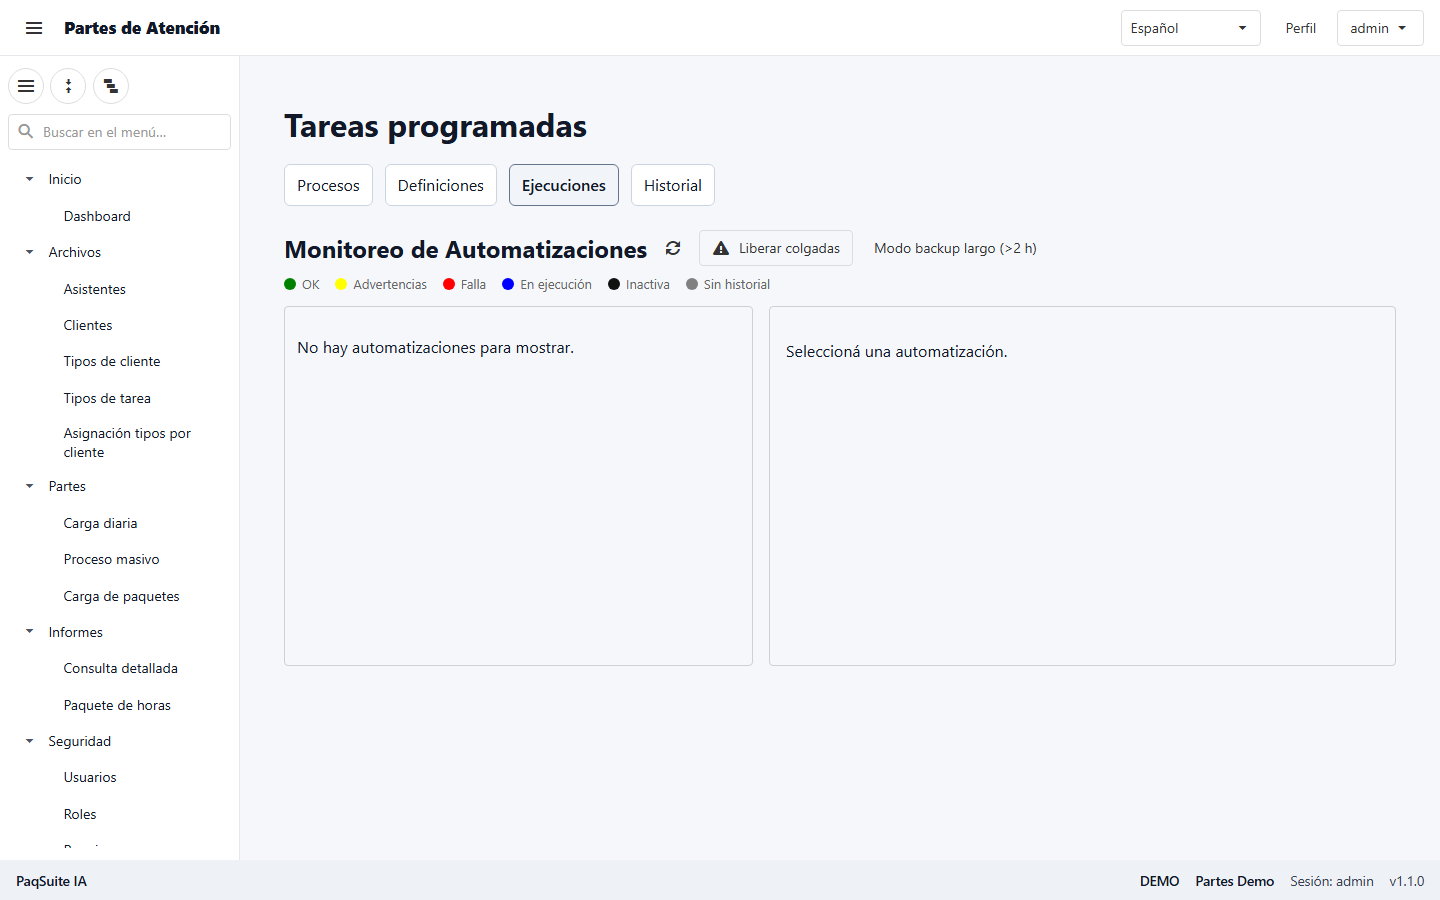 Partes de Atención
Español
Perfil
admin
Buscar en el menú...
Inicio
Dashboard
Archivos
Asistentes
Clientes
Tipos de cliente
Tipos de tarea
Asignación tipos por
cliente
Partes
Carga diaria
Proceso masivo
Carga de paquetes
Informes
Consulta detallada
Paquete de horas
Seguridad
Usuarios
Roles
Tareas programadas
Procesos
Definiciones
Ejecuciones
Historial
Monitoreo de Automatizaciones
Liberar colgadas
Modo backup largo (>2 h)
OK
Advertencias
Falla
En ejecución
Inactiva
Sin historial
No hay automatizaciones para mostrar.
Seleccioná una automatización.
PaqSuite IA
DEMO
Partes Demo
Sesión: admin
v1.1.0